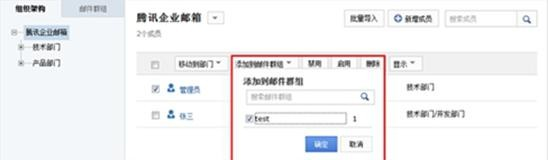 组织架构
邮件群组
腾讯企业邮箱
技术部门
产品部门
腾讯企业邮箱
2个成员
批量导入
新增成员
搜索成员
移动到部门
添加到邮件群组
禁用
启用
删除
显示
管理员
技术部门
张三
技术部门/开发部门
添加到邮件群组
搜索邮件群组
test 1
确定
取消